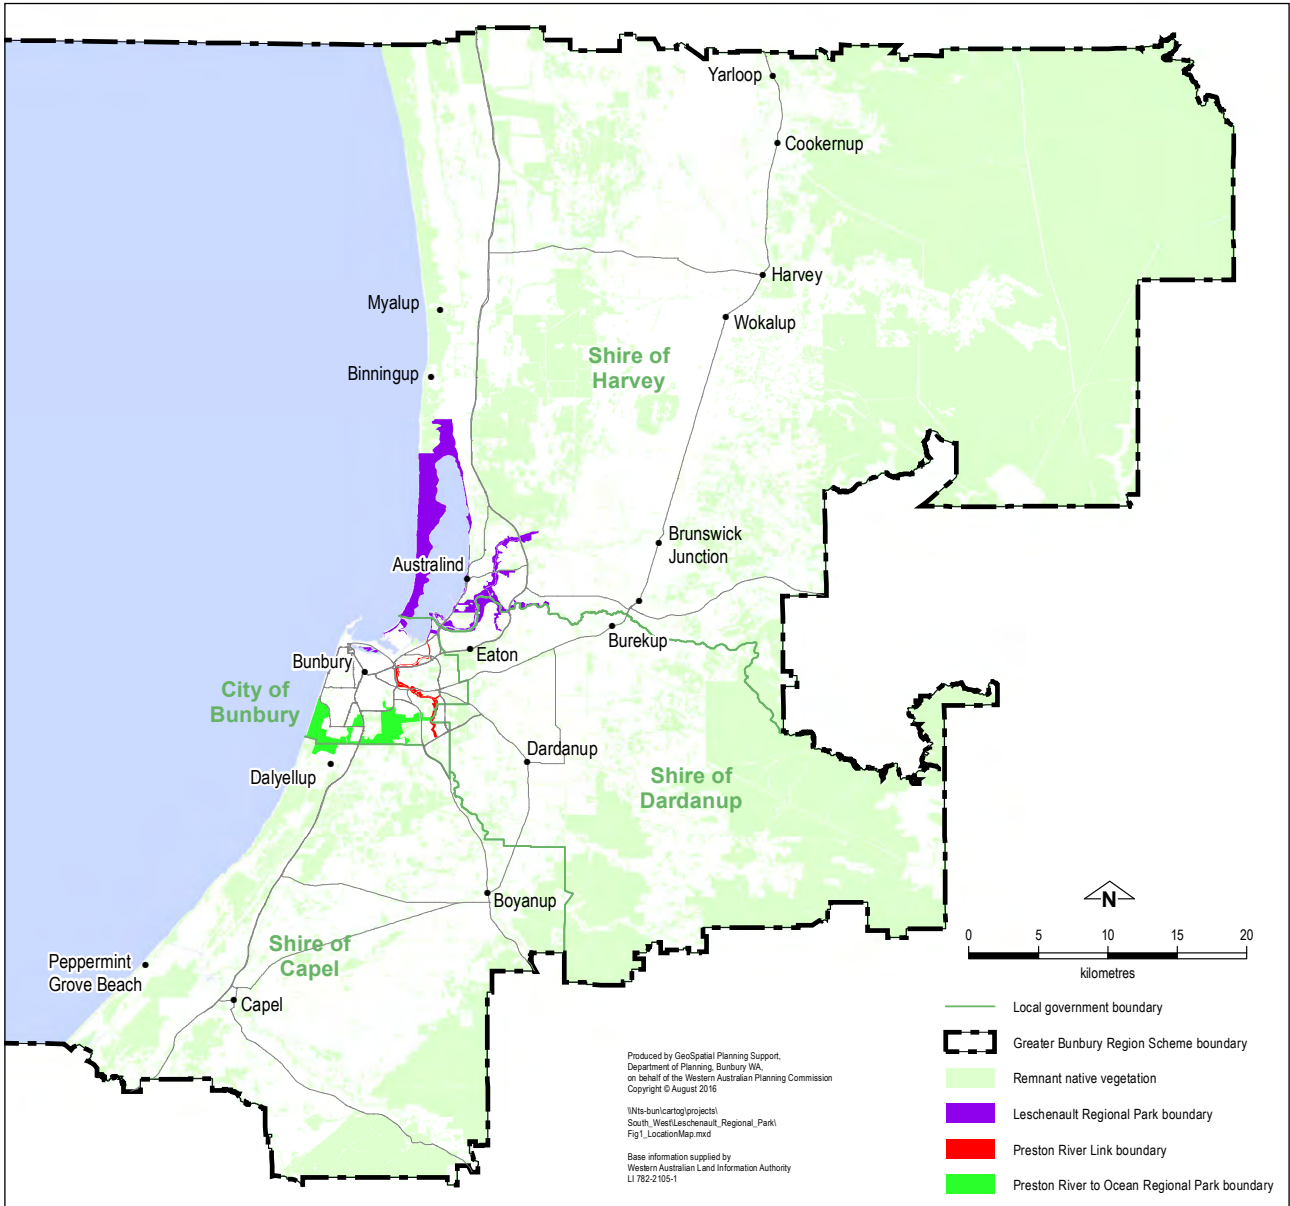 Yarloop
Cookernup
Harvey
Myalup
Wokalup
Shire of
Harvey
Binningup
Brunswick
Junction
Australind
Burekup
Eaton
Bunbury
City of
Bunbury
Dardanup
Dalyellup
Shire of
Dardanup
Boyanup
N
Shire of
Capel
Peppermint
Grove Beach
Capel
0 5 10 15 20
kilometres
Local government boundary
Greater Bunbury Region Scheme boundary
Remnant native vegetation
Leschenault Regional Park boundary
Preston River Link boundary
Preston River to Ocean Regional Park boundary
Produced by GeoSpatial Planning Support,
Department of Planning, Bunbury WA,
on behalf of the Western Australian Planning Commission
Copyright © August 2016
\\Nts-bun\cartog\projects\
South_West\Leschenault_Regional_Park\
Fig1_LocationMap.mxd
Base information supplied by
Western Australian Land Information Authority
LI 782-2105-1